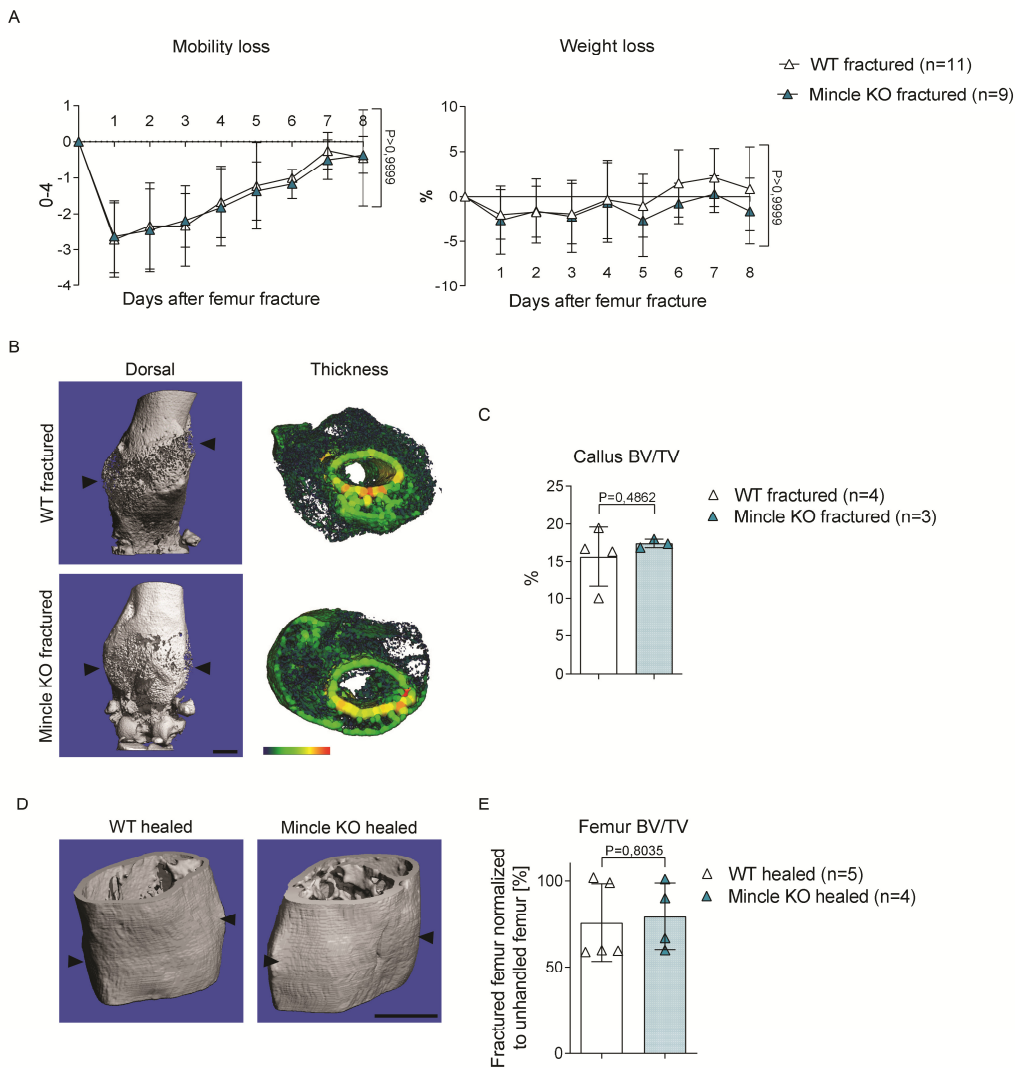 A
Mobility loss
Weight loss
WT fractured (n=11)
Mincle KO fractured (n=9)
1
0
-1
-2
-3
-4
0-4
1 2 3 4 5 6 7 8
P>0,9999
Days after femur fracture
10
5
0
-5
-10
%
1 2 3 4 5 6 7 8
P>0,9999
Days after femur fracture
B
Dorsal
Thickness
WT fractured
Mincle KO fractured
C
Callus BV/TV
P=0,4862
WT fractured (n=4)
Mincle KO fractured (n=3)
25
20
15
10
5
0
%
D
WT healed
Mincle KO healed
E
Femur BV/TV
P=0,8035
WT healed (n=5)
Mincle KO healed (n=4)
100
50
0
Fractured femur normalized
to unhandled femur [%]